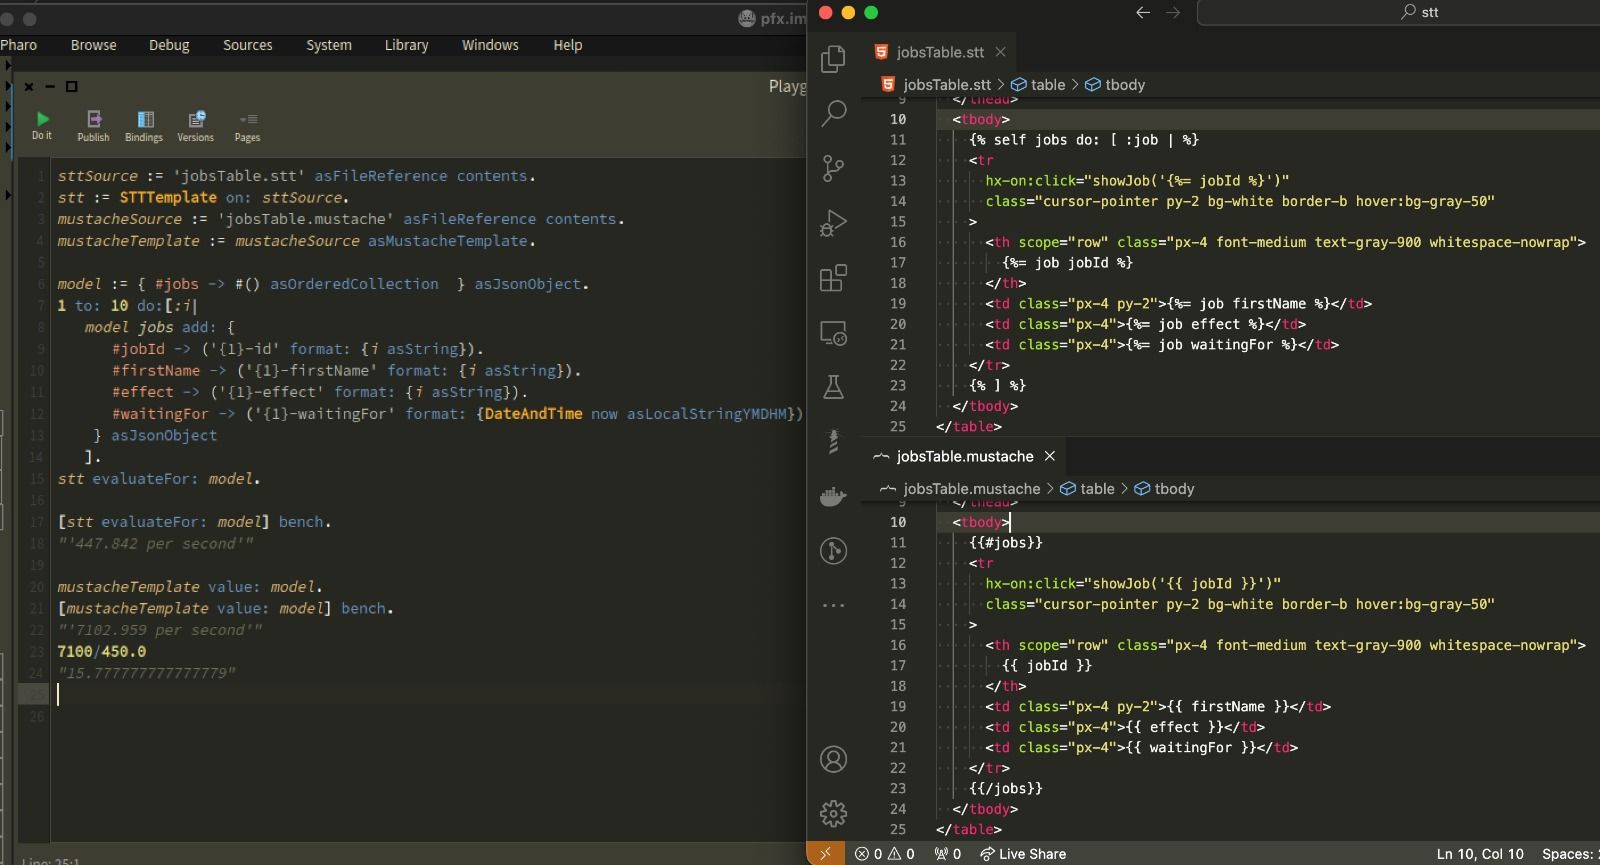 pfx.im
Pharo Browse Debug Sources System Library Windows Help
Playg
Do it Publish Bindings Versions Pages
1 sttSource := 'jobsTable.stt' asFileReference contents.
2 stt := STTTemplate on: sttSource.
3 mustacheSource := 'jobsTable.mustache' asFileReference contents.
4 mustacheTemplate := mustacheSource asMustacheTemplate.
5
6 model := { #jobs -> #() asOrderedCollection } asJsonObject.
7 1 to: 10 do:[:i|
8 model jobs add: {
9 #jobId -> ('{1}-id' format: {i asString}).
10 #firstName -> ('{1}-firstName' format: {i asString}).
11 #effect -> ('{1}-effect' format: {i asString}).
12 #waitingFor -> ('{1}-waitingFor' format: {DateAndTime now asLocalStringYMDHM})
13 } asJsonObject
14 ].
15 stt evaluateFor: model.
16
17 [stt evaluateFor: model] bench.
18 "'447.842 per second'"
19
20 mustacheTemplate value: model.
21 [mustacheTemplate value: model] bench.
22 "'7102.959 per second'"
23 7100/450.0
24 "15.777777777777779"
25
26
Line: 25:1
stt
jobsTable.stt
jobsTable.stt > table > tbody
9 </thead>
10 <tbody>
11 {% self jobs do: [ :job | %}
12 <tr
13 hx-on:click="showJob('{%= jobId %}')"
14 class="cursor-pointer py-2 bg-white border-b hover:bg-gray-50"
15 >
16 <th scope="row" class="px-4 font-medium text-gray-900 whitespace-nowrap">
17 {%= job jobId %}
18 </th>
19 <td class="px-4 py-2">{%= job firstName %}</td>
20 <td class="px-4">{%= job effect %}</td>
21 <td class="px-4">{%= job waitingFor %}</td>
22 </tr>
23 {% ] %}
24 </tbody>
25 </table>
jobsTable.mustache
jobsTable.mustache > table > tbody
9 </thead>
10 <tbody>
11 {{#jobs}}
12 <tr
13 hx-on:click="showJob('{{ jobId }}')"
14 class="cursor-pointer py-2 bg-white border-b hover:bg-gray-50"
15 >
16 <th scope="row" class="px-4 font-medium text-gray-900 whitespace-nowrap">
17 {{ jobId }}
18 </th>
19 <td class="px-4 py-2">{{ firstName }}</td>
20 <td class="px-4">{{ effect }}</td>
21 <td class="px-4">{{ waitingFor }}</td>
22 </tr>
23 {{/jobs}}
24 </tbody>
25 </table>
0 0 0 Live Share Ln 10, Col 10 Spaces: